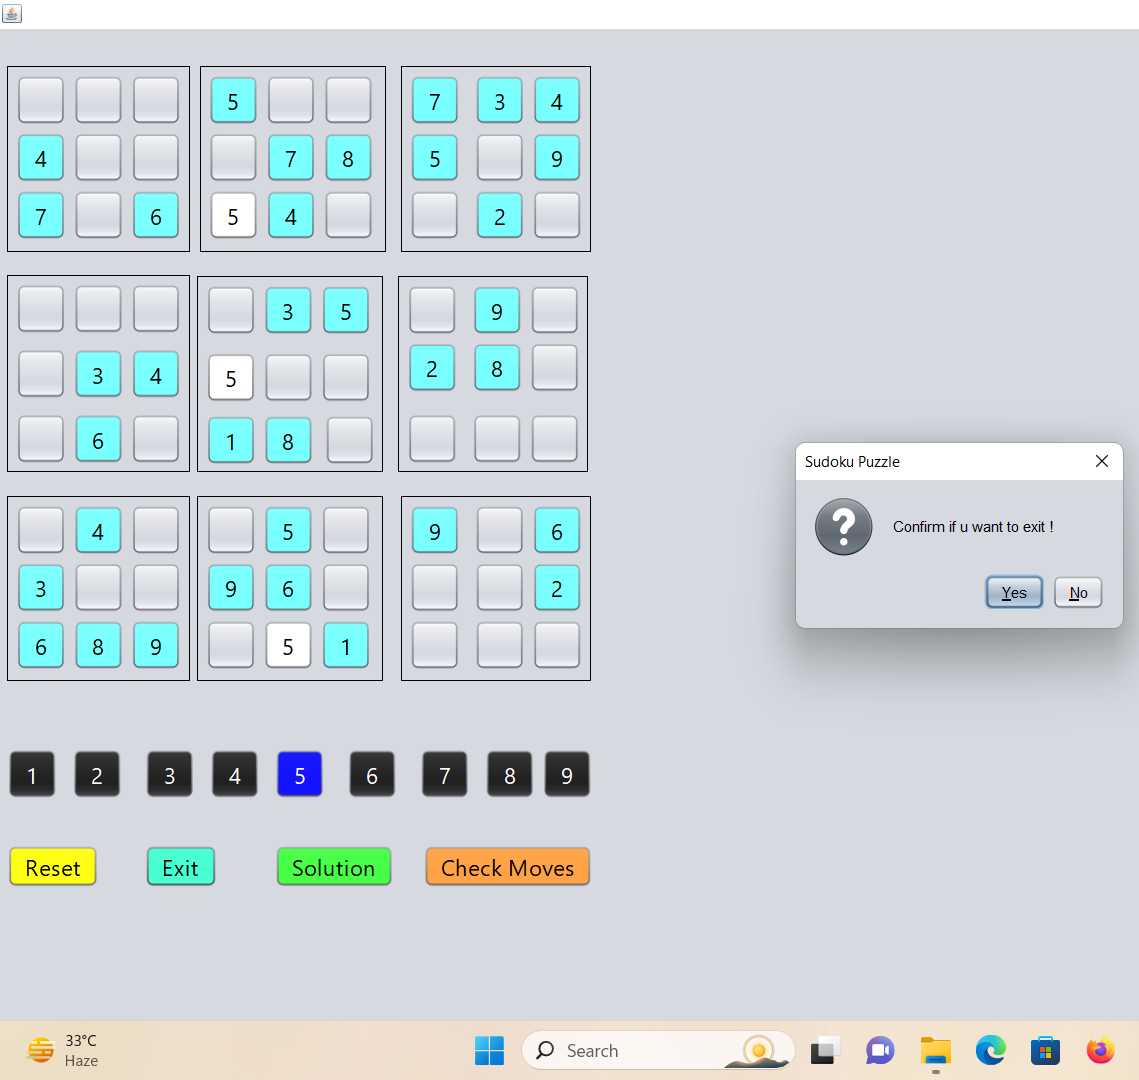 5 7 3 4
4 7 8 5 9
7 6 5 4 2
3 5 9
3 4 5 2 8
6 1 8
4 5 9 6
3 9 6 2
6 8 9 5 1
Sudoku Puzzle
Confirm if u want to exit !
Yes No
1 2 3 4 5 6 7 8 9
Reset Exit Solution Check Moves
33°C
Haze
Search